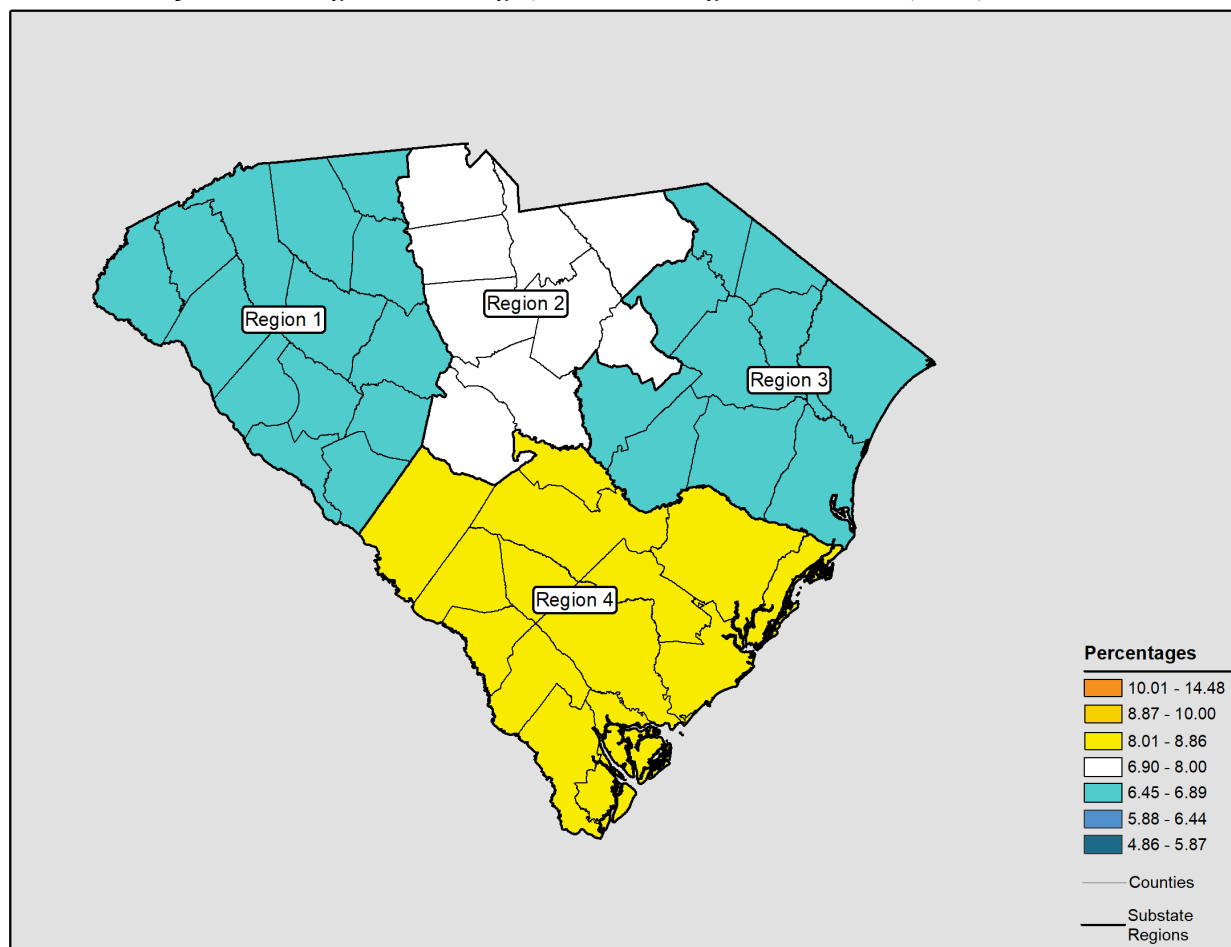 Region 1
Region 2
Region 3
Region 4
Percentages
10.01 - 14.48
8.87 - 10.00
8.01 - 8.86
6.90 - 8.00
6.45 - 6.89
5.88 - 6.44
4.86 - 5.87
Counties
Substate
Regions